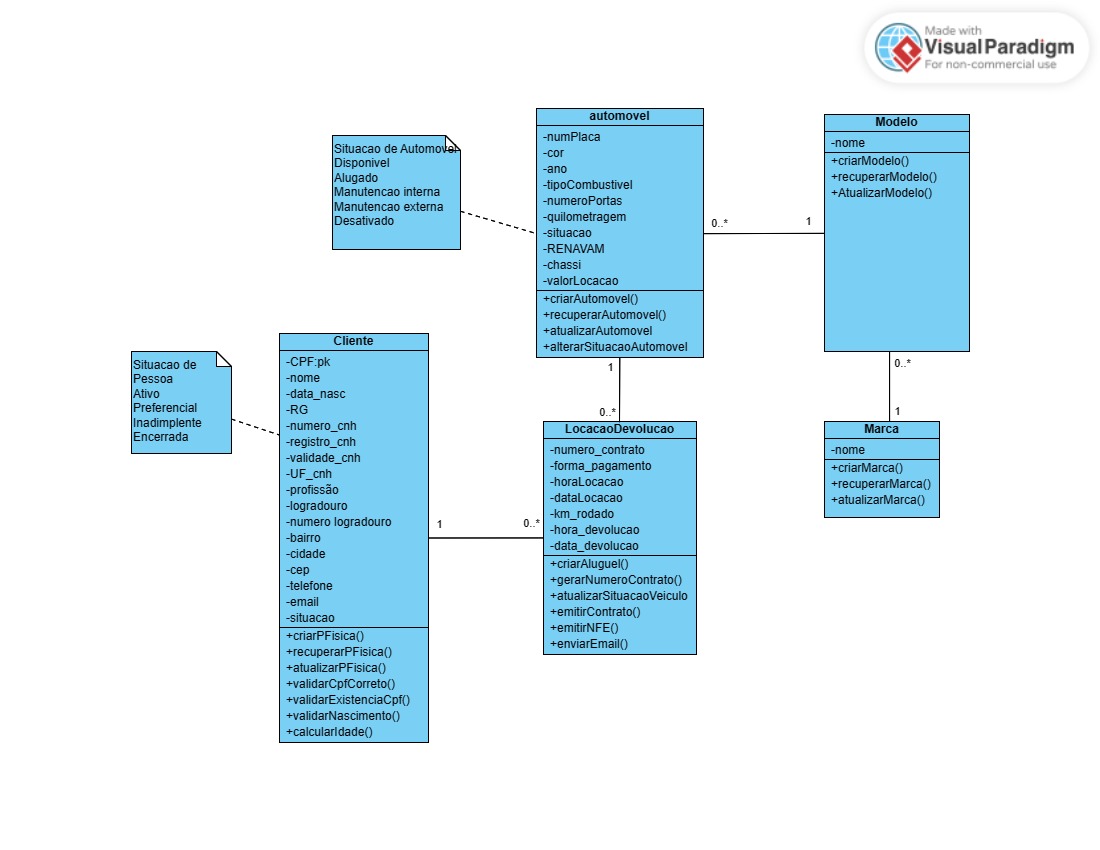 Made with
Visual Paradigm
For non-commercial use
automovel
-numPlaca
-cor
-ano
-tipoCombustivel
-numeroPortas
-quilometragem
-situacao
-RENAVAM
-chassi
-valorLocacao
+criarAutomovel()
+recuperarAutomovel()
+atualizarAutomovel
+alterarSituacaoAutomovel
Modelo
-nome
+criarModelo()
+recuperarModelo()
+AtualizarModelo()
Situacao de Automovel
Disponivel
Alugado
Manutencao interna
Manutencao externa
Desativado
0..*
1
Cliente
-CPF:pk
-nome
-data_nasc
-RG
-numero_cnh
-registro_cnh
-validade_cnh
-UF_cnh
-profissão
-logradouro
-numero logradouro
-bairro
-cidade
-cep
-telefone
-email
-situacao
+criarPFisica()
+recuperarPFisica()
+atualizarPFisica()
+validarCpfCorreto()
+validarExistenciaCpf()
+validarNascimento()
+calcularIdade()
Situacao de
Pessoa
Ativo
Preferencial
Inadimplente
Encerrada
1
0..*
0..*
1
LocacaoDevolucao
-numero_contrato
-forma_pagamento
-horaLocacao
-dataLocacao
-km_rodado
-hora_devolucao
-data_devolucao
+criarAluguel()
+gerarNumeroContrato()
+atualizarSituacaoVeiculo
+emitirContrato()
+emitirNFE()
+enviarEmail()
Marca
-nome
+criarMarca()
+recuperarMarca()
+atualizarMarca()
1
0..*